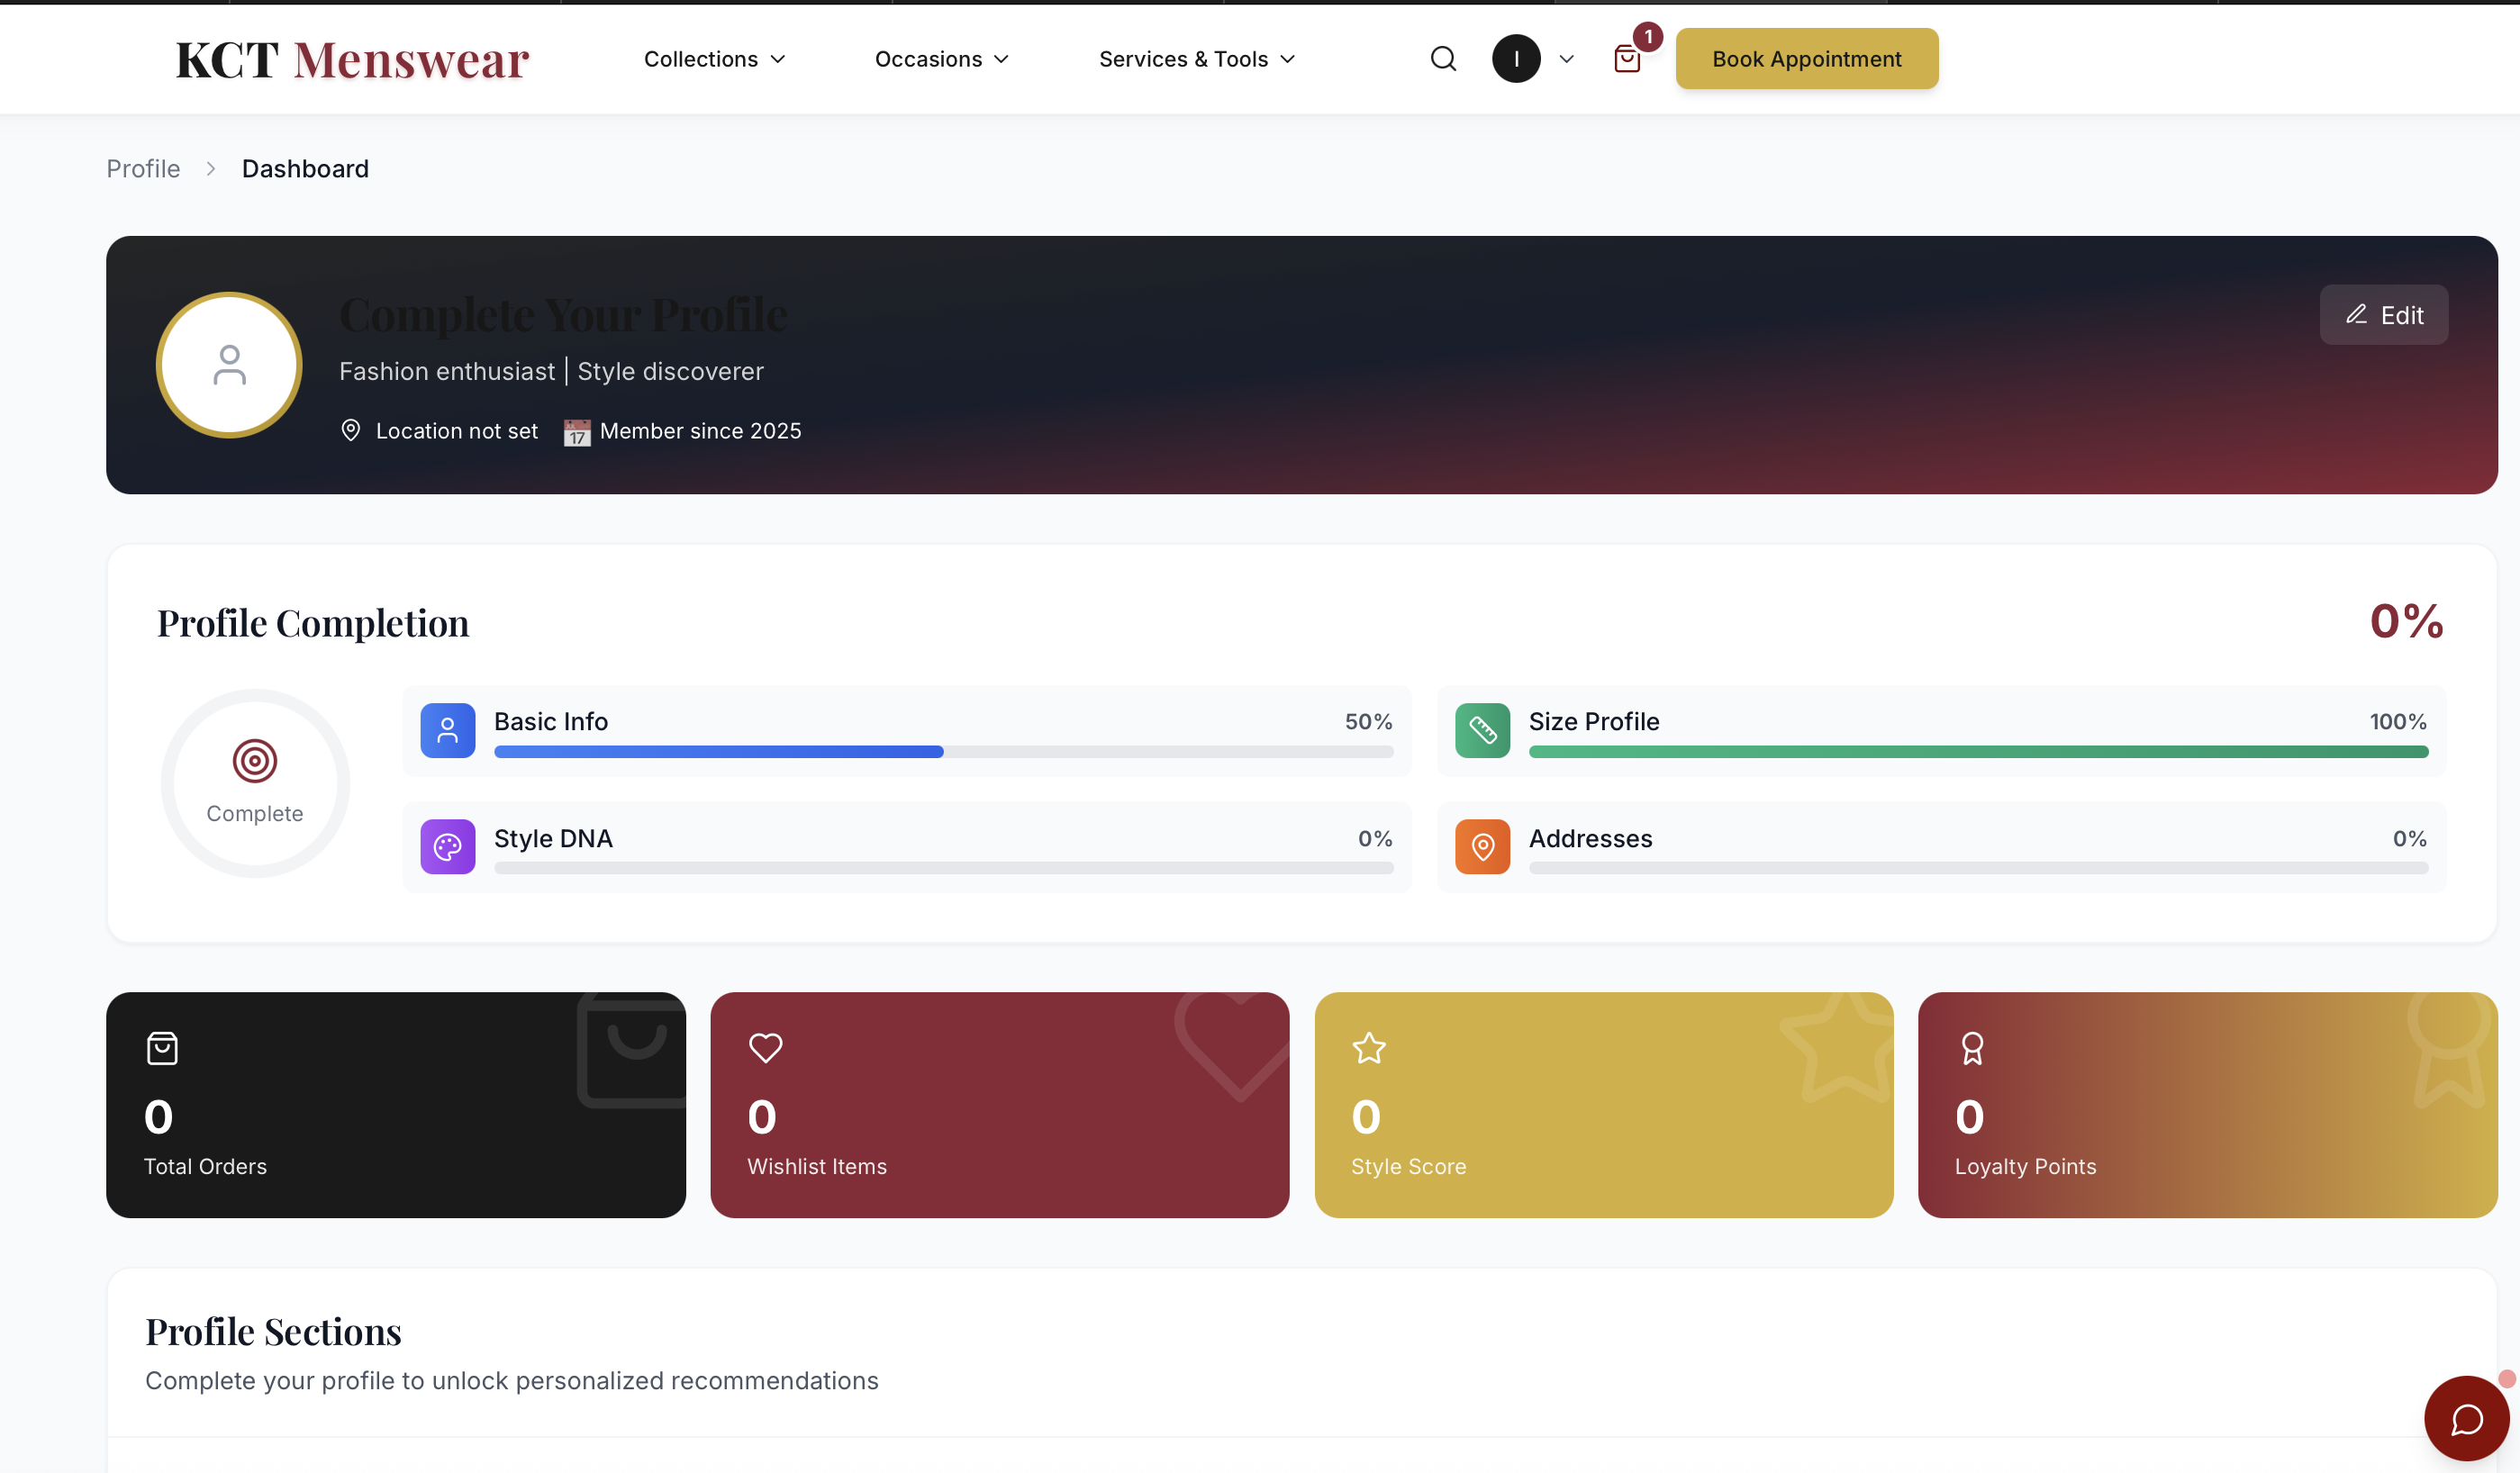 KCT Menswear
Collections
Occasions
Services & Tools
I
1
Book Appointment
Profile
Dashboard
Complete Your Profile
Edit
Fashion enthusiast | Style discoverer
Location not set
17
Member since 2025
Profile Completion
0%
Complete
Basic Info
50%
Size Profile
100%
Style DNA
0%
Addresses
0%
0
Total Orders
0
Wishlist Items
0
Style Score
0
Loyalty Points
Profile Sections
Complete your profile to unlock personalized recommendations